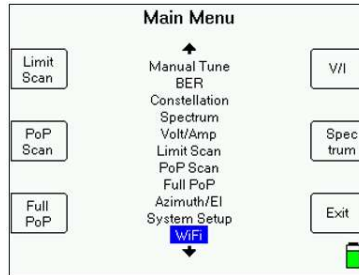 Main Menu
Limit
Scan
PoP
Scan
Full
PoP
Manual Tune
BER
Constellation
Spectrum
Volt/Amp
Limit Scan
PoP Scan
Full PoP
Azimuth/El
System Setup
WiFi
V/I
Spec
trum
Exit